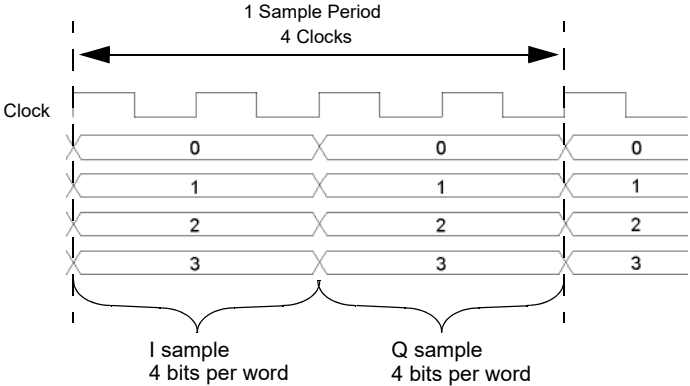 1 Sample Period
4 Clocks
Clock
0 0 0
1 1 1
2 2 2
3 3 3
I sample
4 bits per word
Q sample
4 bits per word